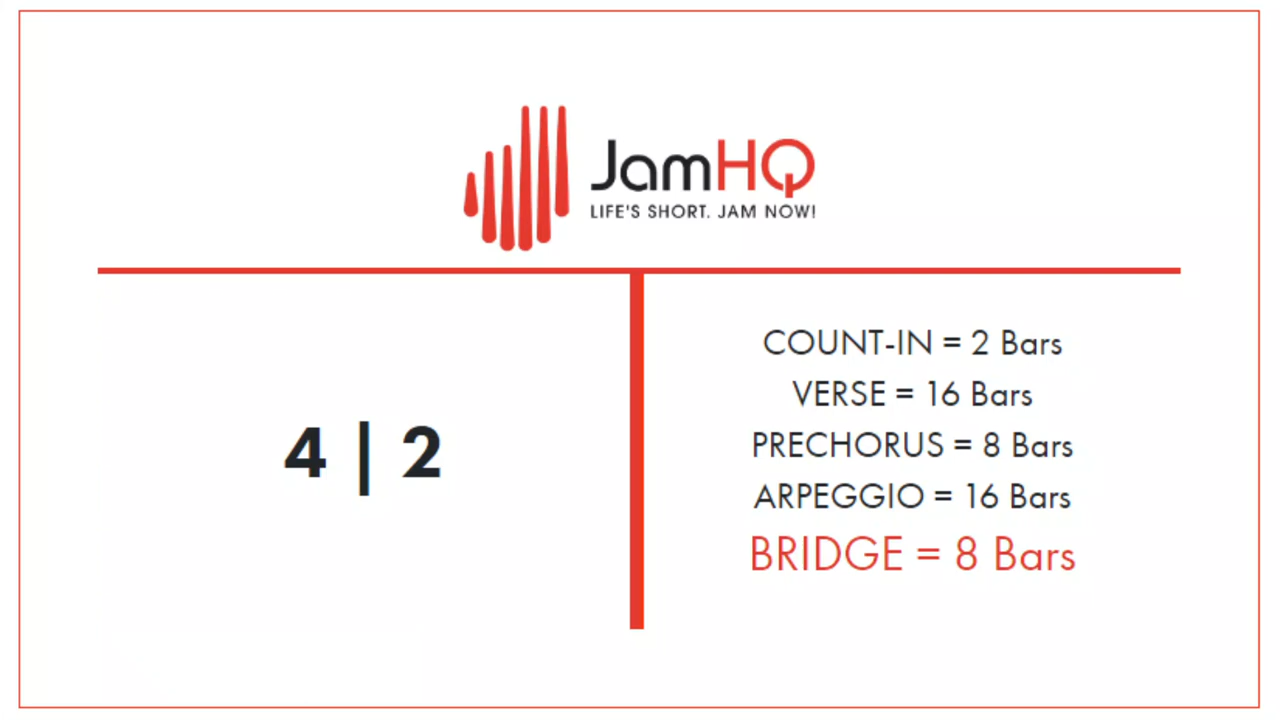 JamHQ
LIFE'S SHORT. JAM NOW!
4 | 2
COUNT-IN = 2 Bars
VERSE = 16 Bars
PRECHORUS = 8 Bars
ARPEGGIO = 16 Bars
BRIDGE = 8 Bars